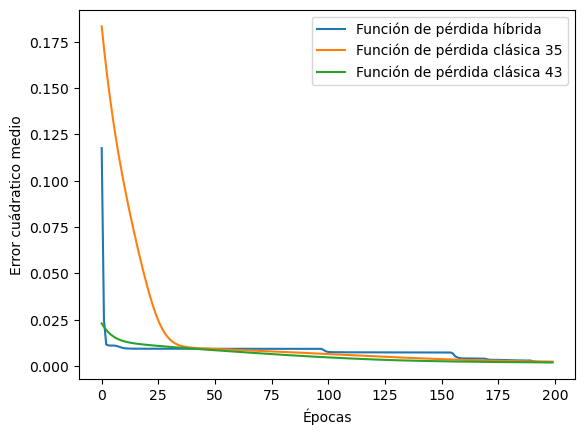 Función de pérdida híbrida
Función de pérdida clásica 35
Función de pérdida clásica 43
Error cuádratico medio
0.175
0.150
0.125
0.100
0.075
0.050
0.025
0.000
0 25 50 75 100 125 150 175 200
Épocas